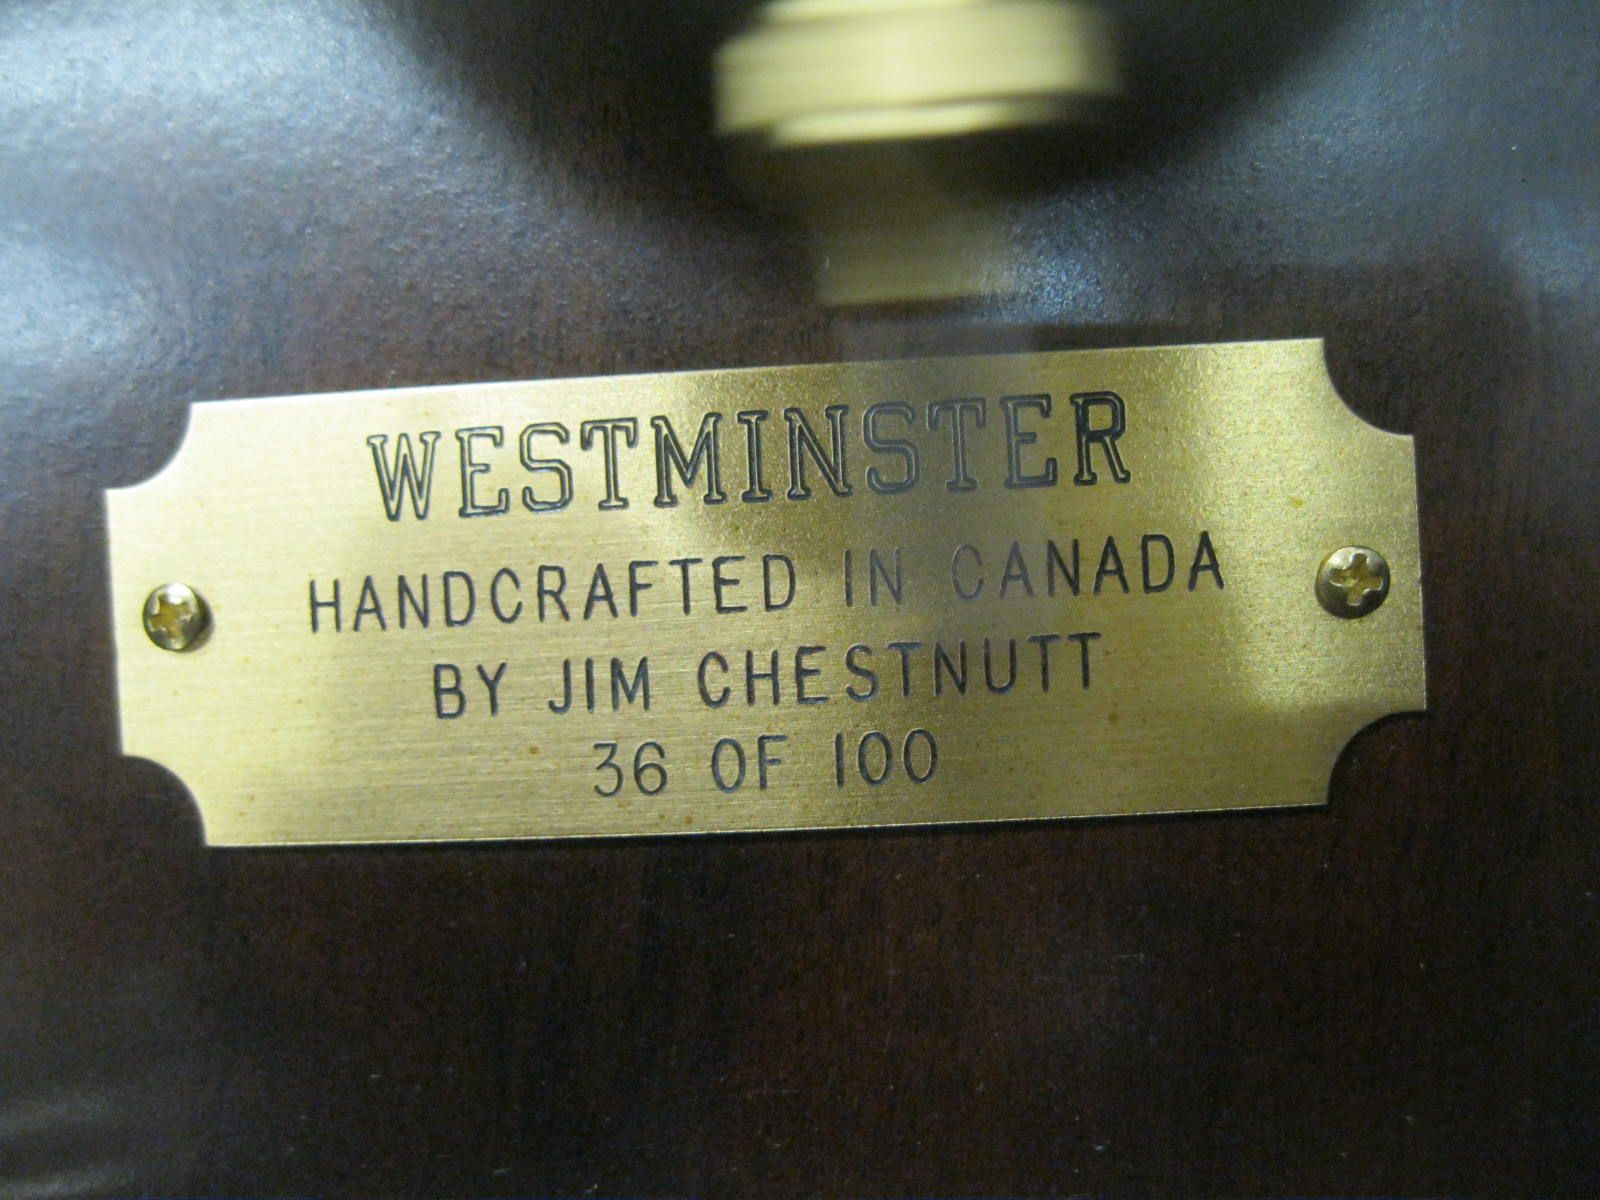 WESTMINSTER
HANDCRAFTED IN CANADA
BY JIM CHESTNUTT
36 OF 100